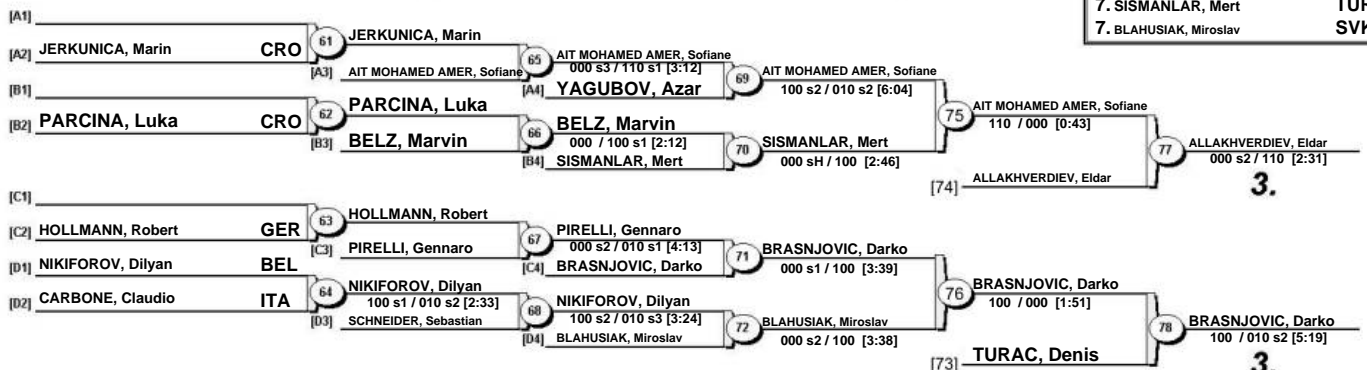 7. SISMANLAR, Mert TUR
7. BLAHUSIAK, Miroslav SVK
[A1]
[A2] JERKUNICA, Marin CRO
61
JERKUNICA, Marin
[A3] AIT MOHAMED AMER, Sofiane
65
AIT MOHAMED AMER, Sofiane
000 s3 / 110 s1 [3:12]
[A4] YAGUBOV, Azar
69
AIT MOHAMED AMER, Sofiane
100 s2 / 010 s2 [6:04]
[B1]
[B2] PARCINA, Luka CRO
62
PARCINA, Luka
[B3] BELZ, Marvin
66
BELZ, Marvin
000 / 100 s1 [2:12]
[B4] SISMANLAR, Mert
70
SISMANLAR, Mert
000 sH / 100 [2:46]
75
AIT MOHAMED AMER, Sofiane
110 / 000 [0:43]
[74] ALLAKHVERDIEV, Eldar
77
ALLAKHVERDIEV, Eldar
000 s2 / 110 [2:31]
3.
[C1]
[C2] HOLLMANN, Robert GER
63
HOLLMANN, Robert
[C3] PIRELLI, Gennaro
67
PIRELLI, Gennaro
000 s2 / 010 s1 [4:13]
[C4] BRASNJOVIC, Darko
71
BRASNJOVIC, Darko
000 s1 / 100 [3:39]
[D1] NIKIFOROV, Dilyan BEL
[D2] CARBONE, Claudio ITA
64
NIKIFOROV, Dilyan
100 s1 / 010 s2 [2:33]
[D3] SCHNEIDER, Sebastian
68
NIKIFOROV, Dilyan
100 s2 / 010 s3 [3:24]
[D4] BLAHUSIAK, Miroslav
72
BLAHUSIAK, Miroslav
000 s2 / 100 [3:38]
76
BRASNJOVIC, Darko
100 / 000 [1:51]
[73] TURAC, Denis
78
BRASNJOVIC, Darko
100 / 010 s2 [5:19]
3.